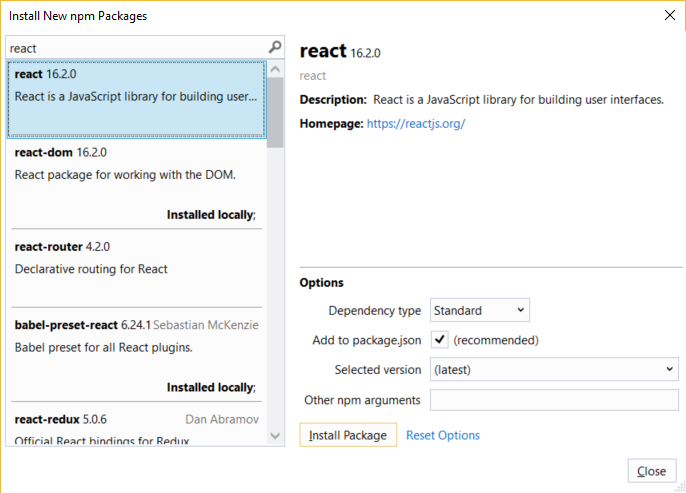 Install New npm Packages
react
react 16.2.0
React is a JavaScript library for building user...
react-dom 16.2.0
React package for working with the DOM.
Installed locally;
react-router 4.2.0
Declarative routing for React
babel-preset-react 6.24.1 Sebastian McKenzie
Babel preset for all React plugins.
Installed locally;
react-redux 5.0.6 Dan Abramov
Official React bindings for Redux
react 16.2.0
react
Description: React is a JavaScript library for building user interfaces.
Homepage: https://reactjs.org/
Options
Dependency type Standard
Add to package.json (recommended)
Selected version (latest)
Other npm arguments
Install Package Reset Options
Close